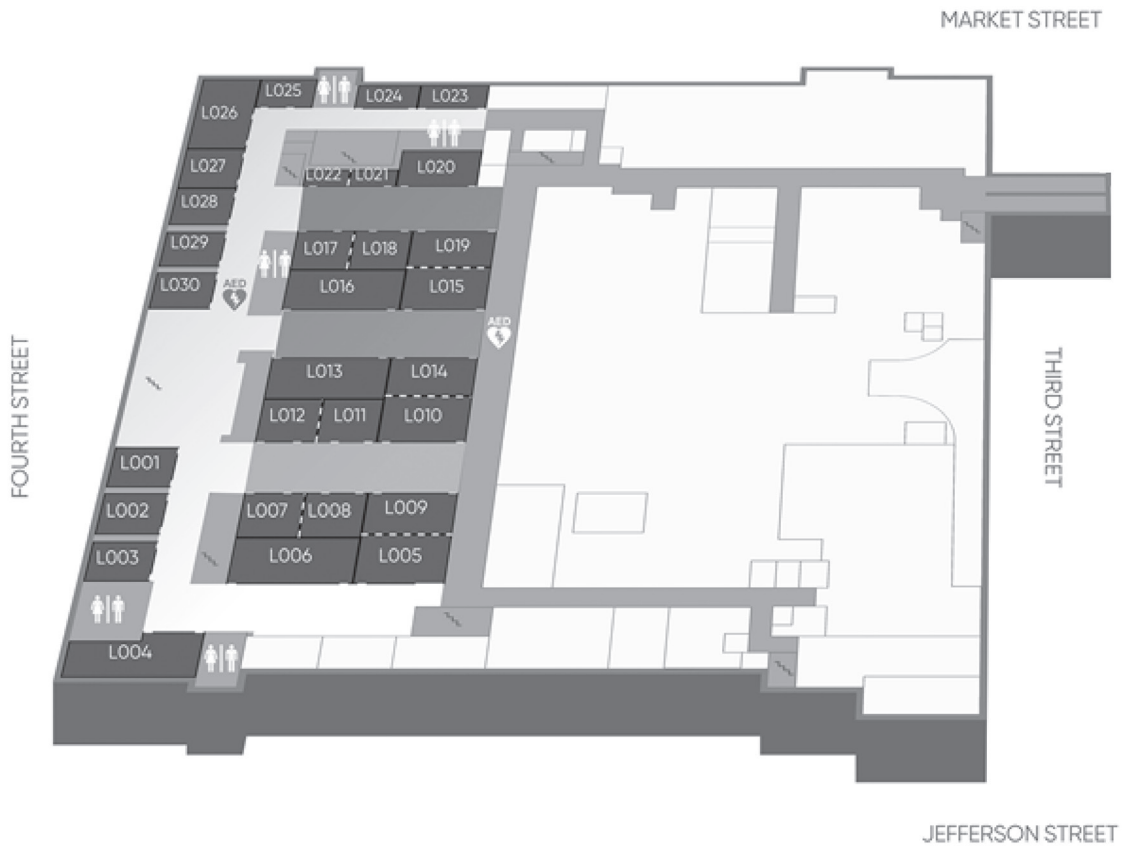 MARKET STREET
L025
L024
L023
L026
L027
L020
L022
L021
L028
L029
L017
L018
L019
L030
AED
L016
L015
AED
L013
L014
L012
L011
L010
FOURTH STREET
THIRD STREET
L001
L002
L007
L008
L009
L003
L006
L005
L004
JEFFERSON STREET